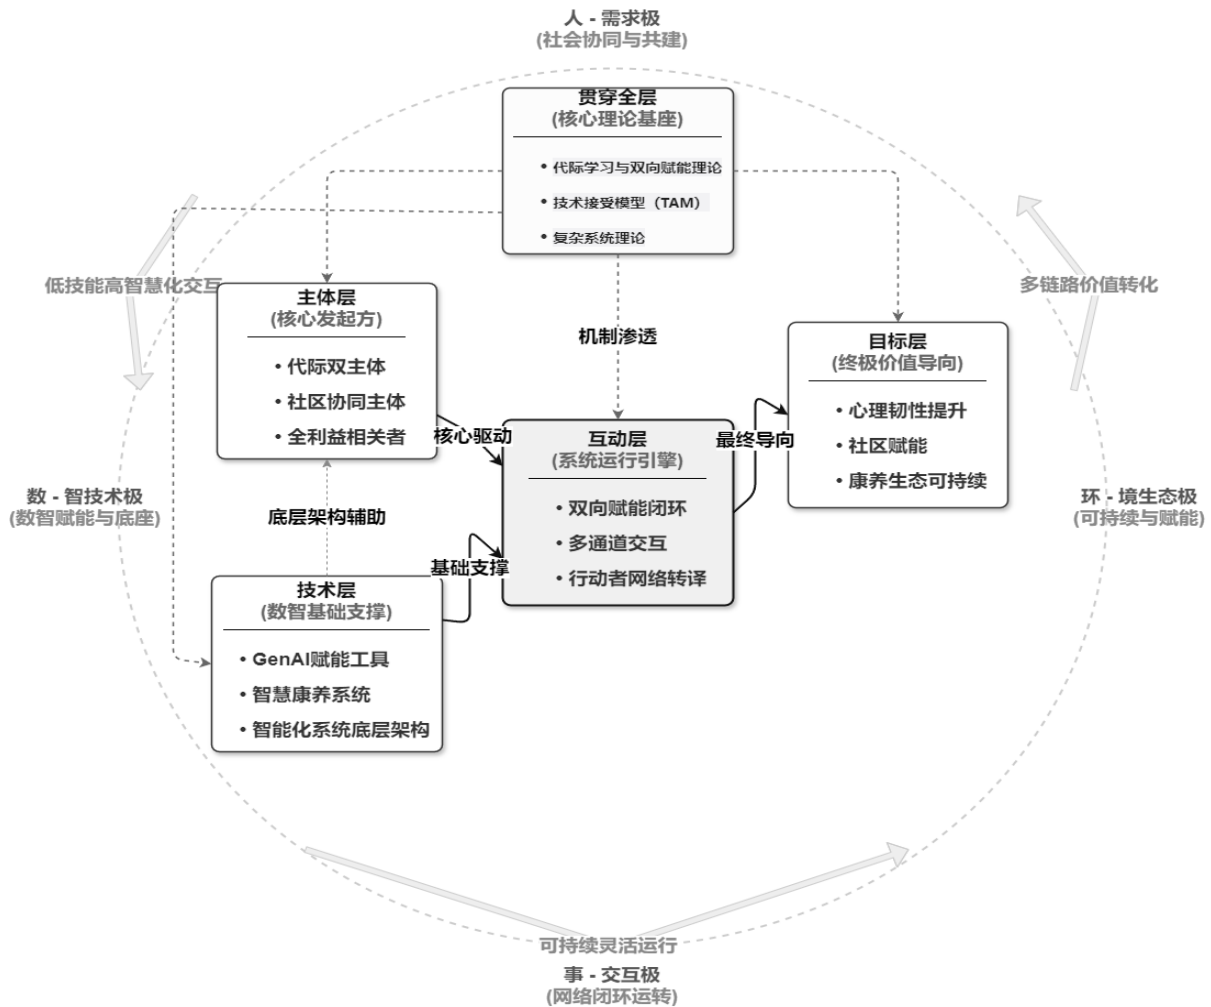 人 - 需求极
(社会协同与共建)
贯穿全层
(核心理论基座)
• 代际学习与双向赋能理论
• 技术接受模型（TAM）
• 复杂系统理论
低技能高智慧化交互
多链路价值转化
主体层
(核心发起方)
• 代际双主体
• 社区协同主体
• 全利益相关者
机制渗透
目标层
(终极价值导向)
• 心理韧性提升
• 社区赋能
• 康养生态可持续
核心驱动
最终导向
互动层
(系统运行引擎)
• 双向赋能闭环
• 多通道交互
• 行动者网络转译
数 - 智技术极
(数智赋能与底座)
环 - 境生态极
(可持续与赋能)
底层架构辅助
基础支撑
技术层
(数智基础支撑)
• GenAI赋能工具
• 智慧康养系统
• 智能化系统底层架构
可持续灵活运行
事 - 交互极
(网络闭环运转)